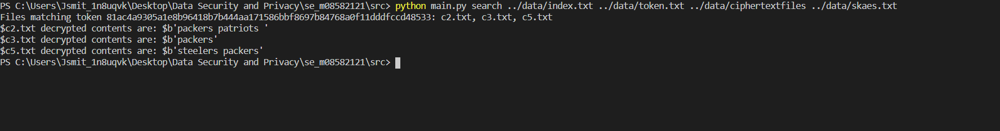 PS C:\Users\Jsmit_1n8uqvk\Desktop\Data Security and Privacy\se_m08582121\src> python main.py search ../data/index.txt ../data/token.txt ../data/ciphertextfiles ../data/skaes.txt
Files matching token 81ac4a9305a1e8b96418b7b444aa171586bbf8697b84768a0f11dddfccd48533: c2.txt, c3.txt, c5.txt
$c2.txt decrypted contents are: $b'packers patriots '
$c3.txt decrypted contents are: $b'packers'
$c5.txt decrypted contents are: $b'steelers packers'
PS C:\Users\Jsmit_1n8uqvk\Desktop\Data Security and Privacy\se_m08582121\src>